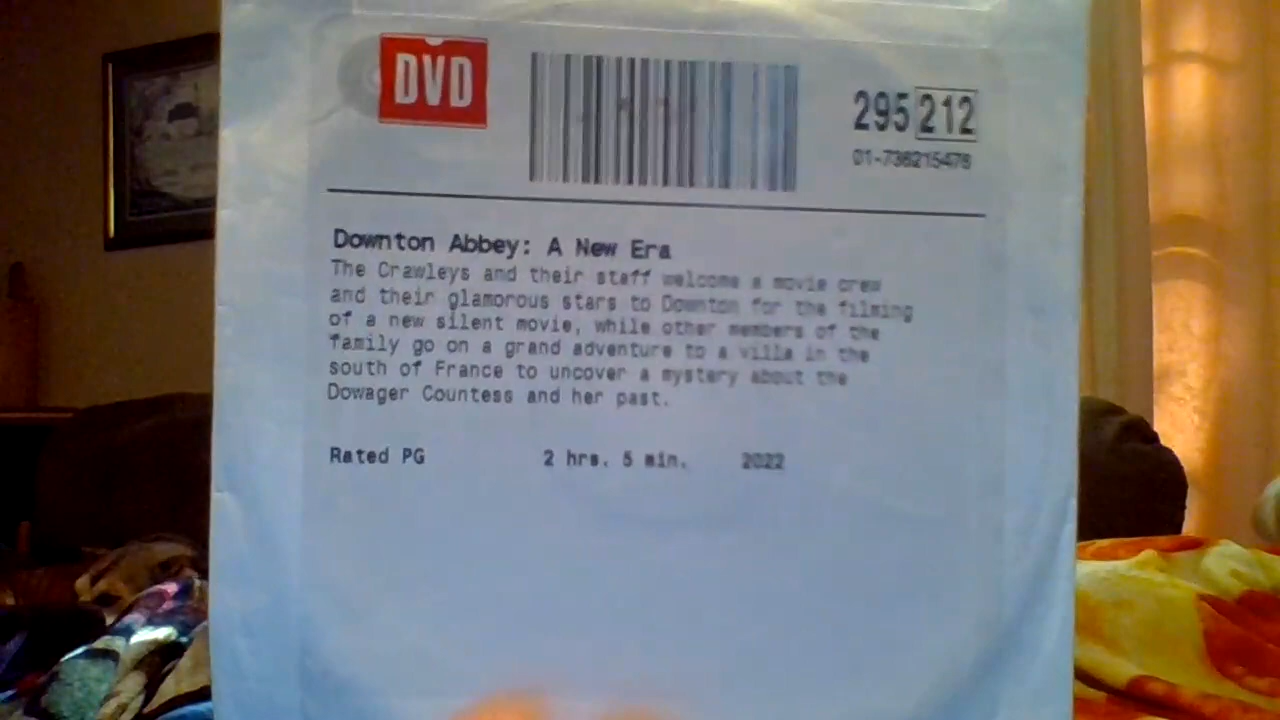 DVD
295 212
01-736215478
Downton Abbey: A New Era
The Crawleys and their staff welcome a movie crew
and their glamorous stars to Downton for the filming
of a new silent movie, while other members of the
family go on a grand adventure to a villa in the
south of France to uncover a mystery about the
Dowager Countess and her past.
Rated PG 2 hrs. 5 min. 2022